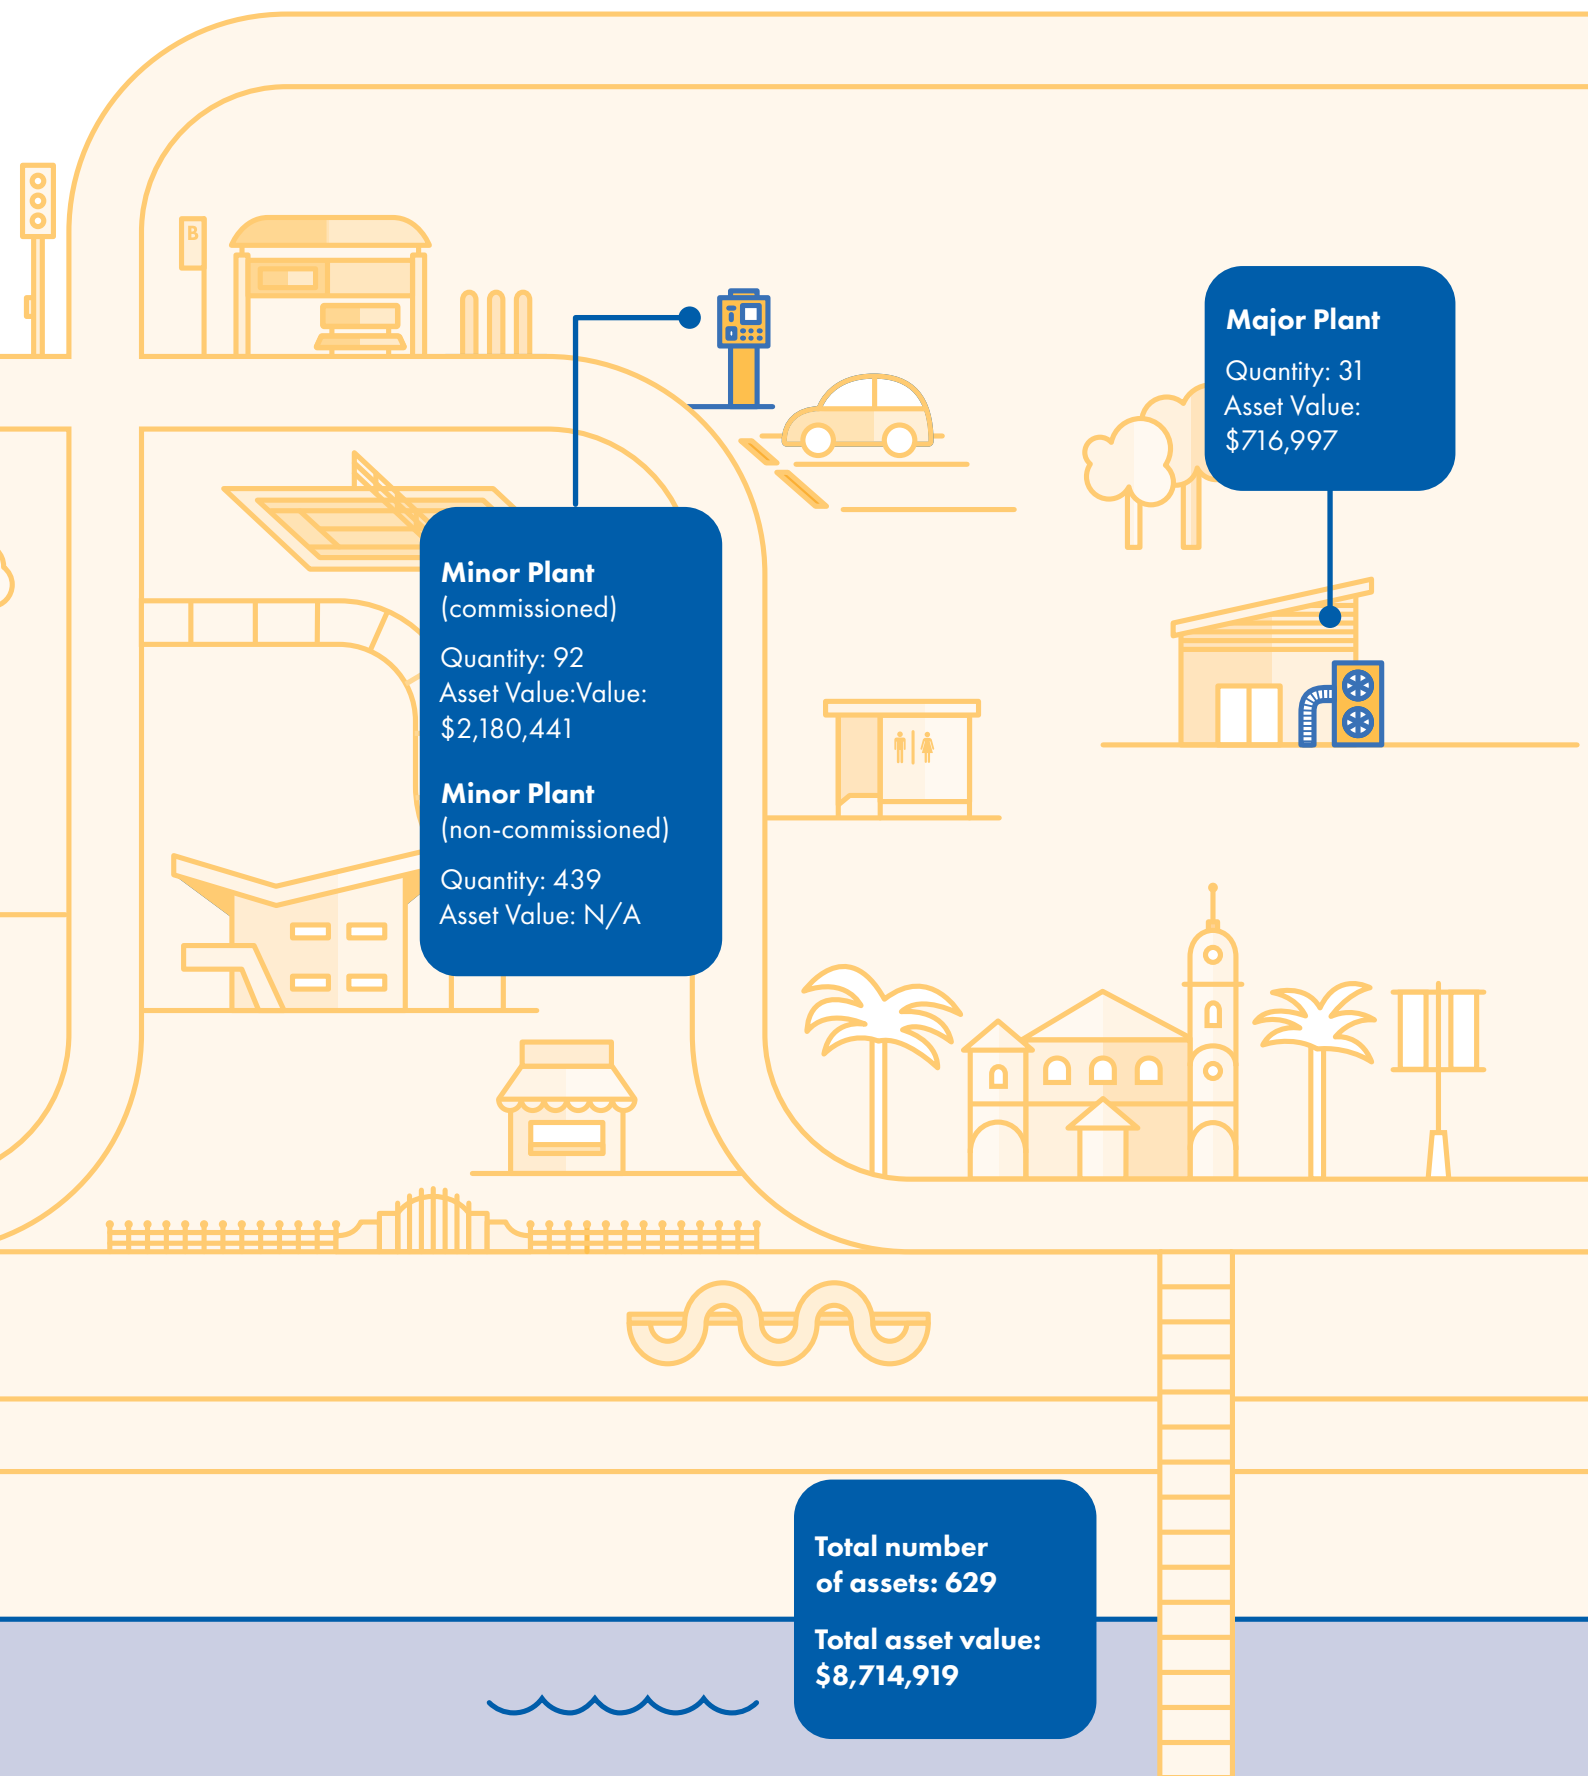 B
Major Plant
Quantity: 31
Asset Value:
$716,997
Minor Plant
(commissioned)
Quantity: 92
Asset Value:Value:
$2,180,441
Minor Plant
(non-commissioned)
Quantity: 439
Asset Value: N/A
Total number
of assets: 629
Total asset value:
$8,714,919